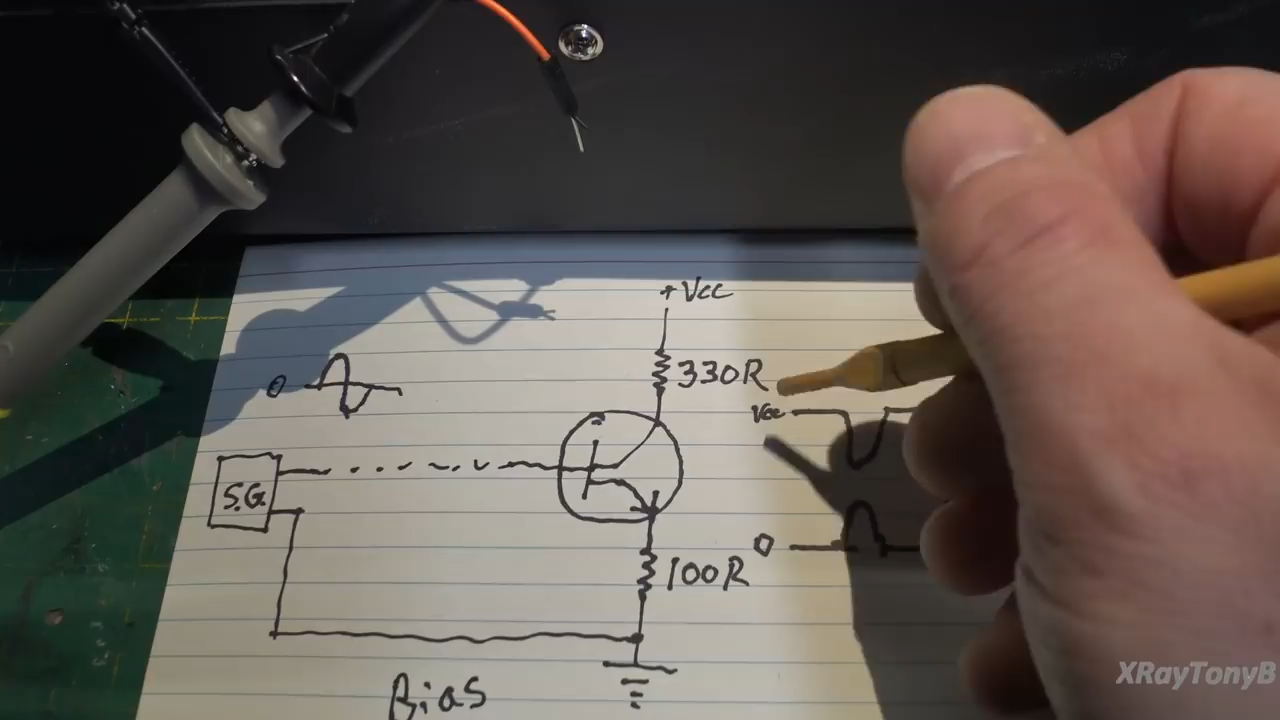 +Vcc
330R
0
Vcc
S.G.
0
100R
Bias
XRayTonyB